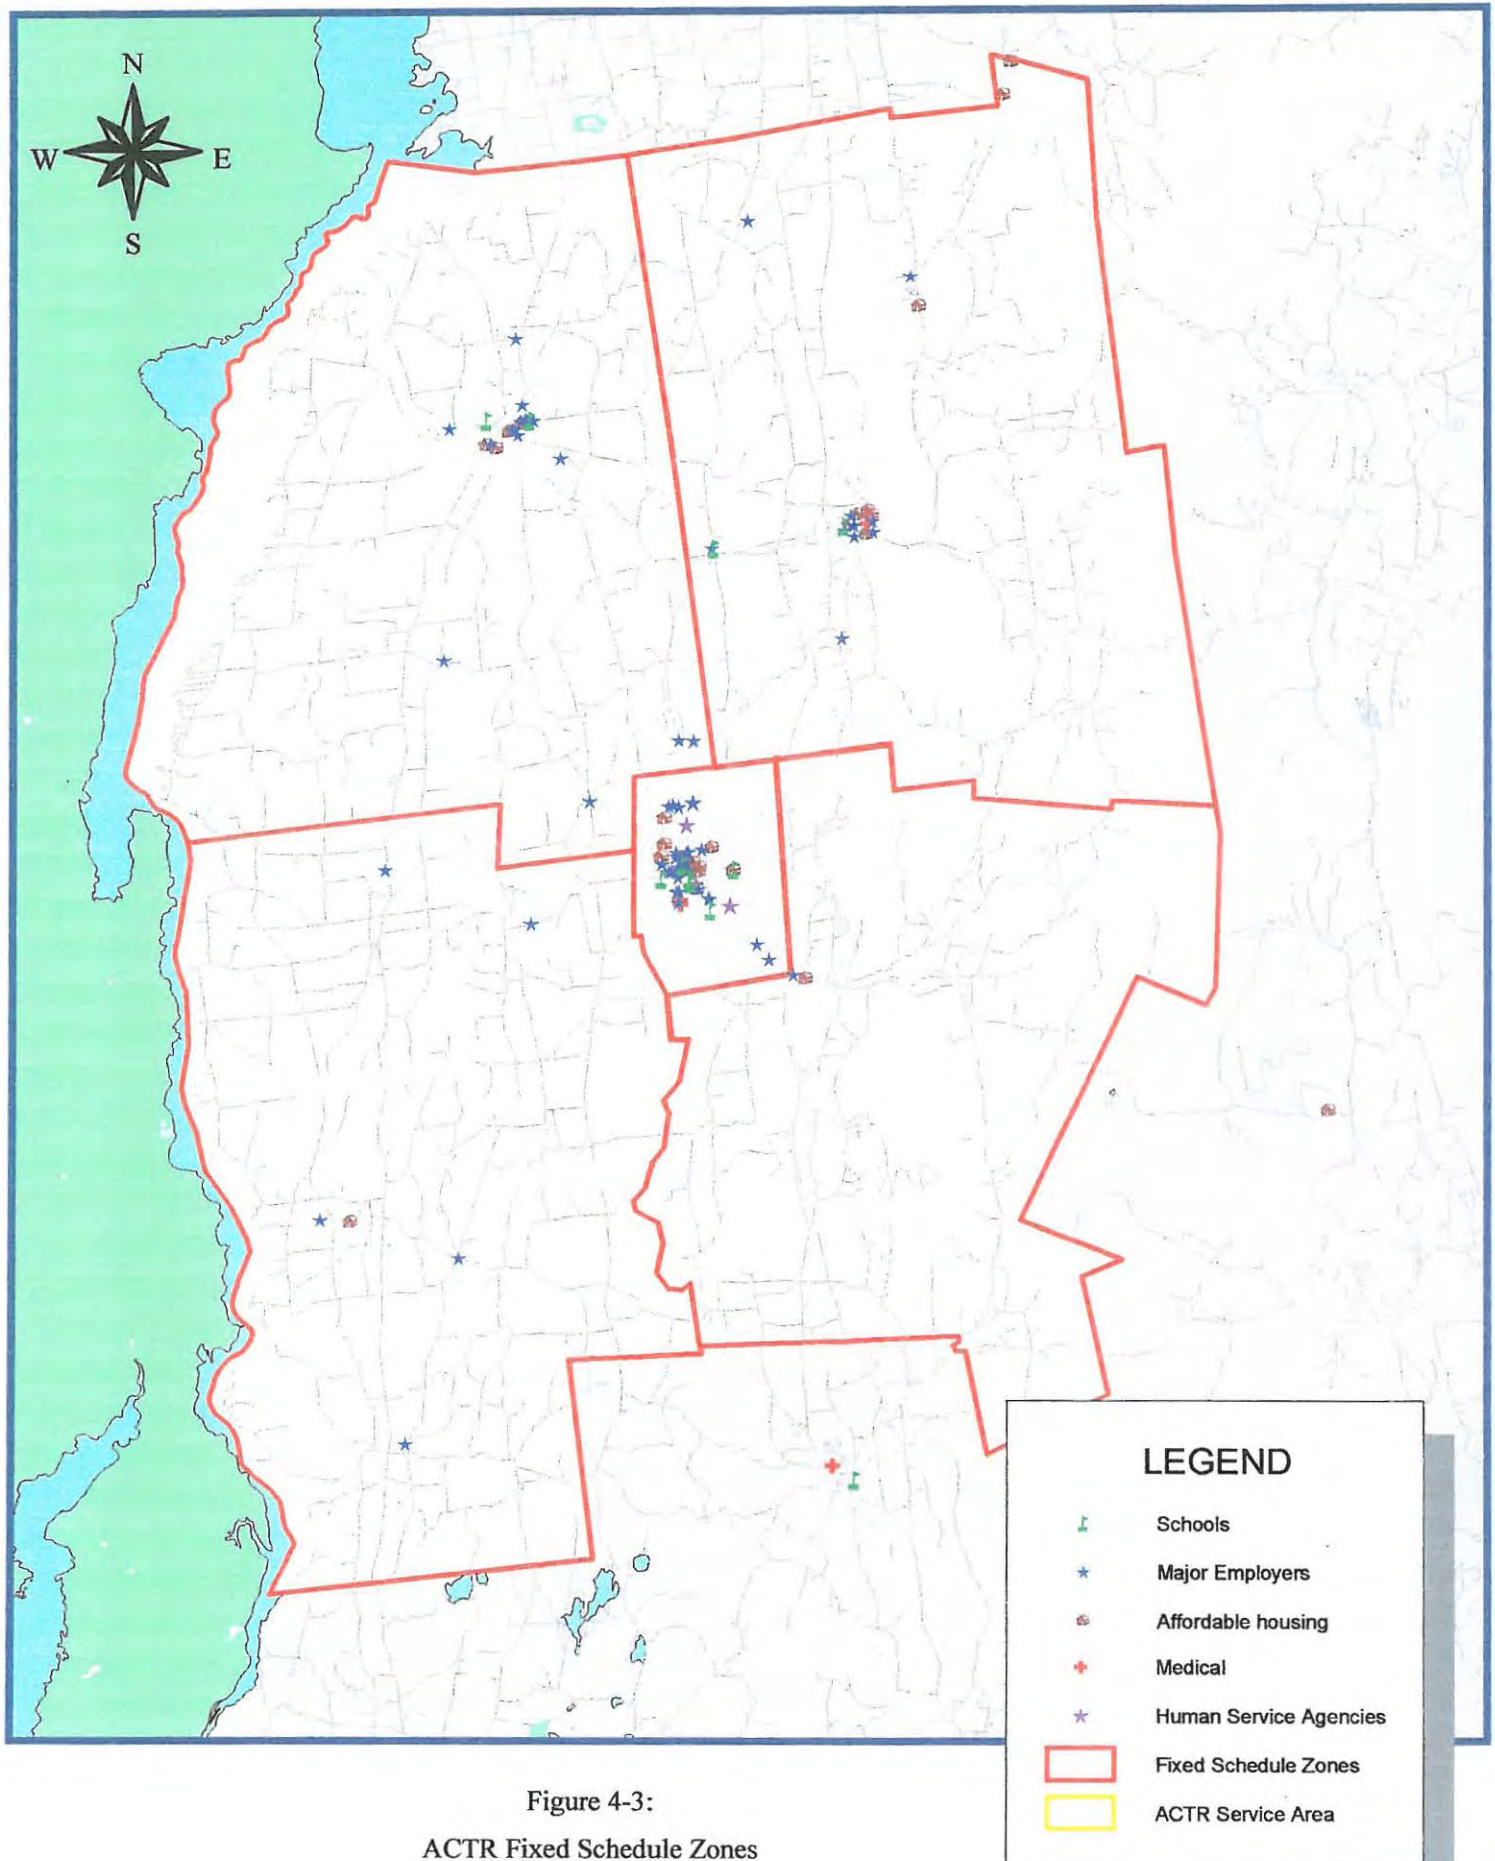 N
W E
S
LEGEND
Schools
Major Employers
Affordable housing
Medical
Human Service Agencies
Fixed Schedule Zones
ACTR Service Area
Figure 4-3:
ACTR Fixed Schedule Zones